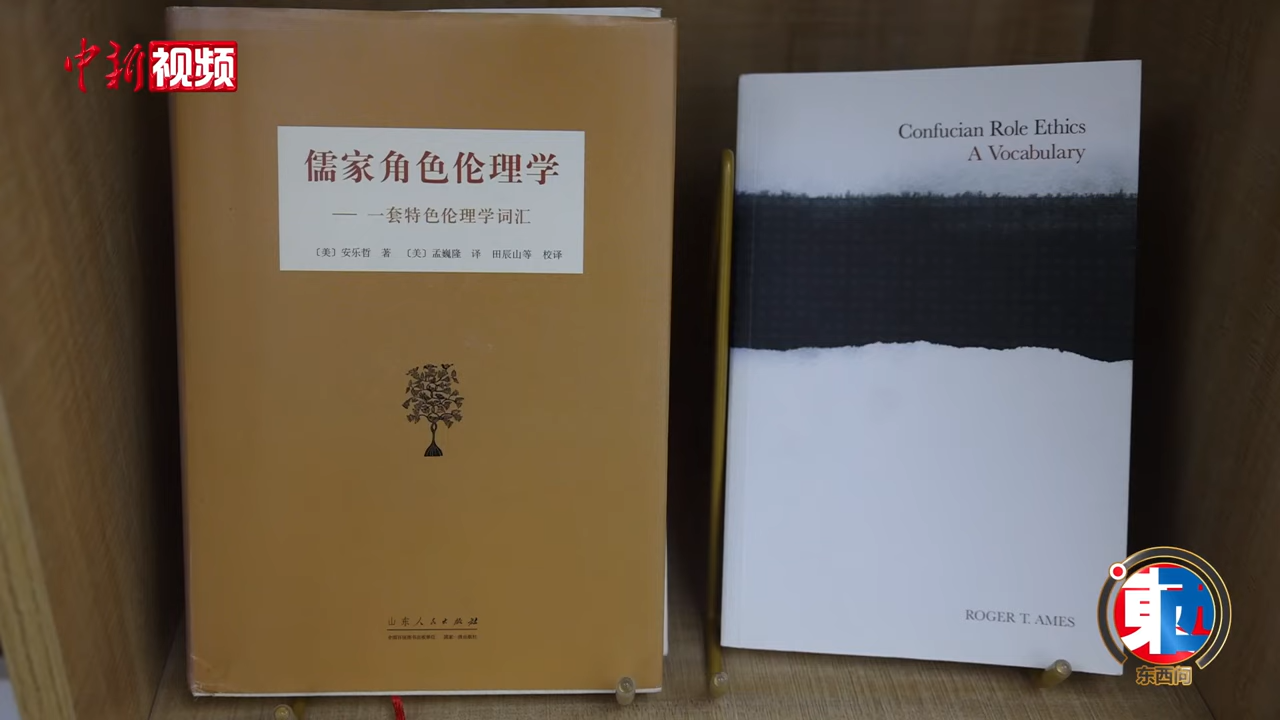 中新视频
儒家角色伦理学
—— 一套特色伦理学词汇
〔美〕安乐哲 著 〔美〕孟巍隆 译 田辰山等 校译
山东人民出版社
Confucian Role Ethics
A Vocabulary
ROGER T. AMES
东西问